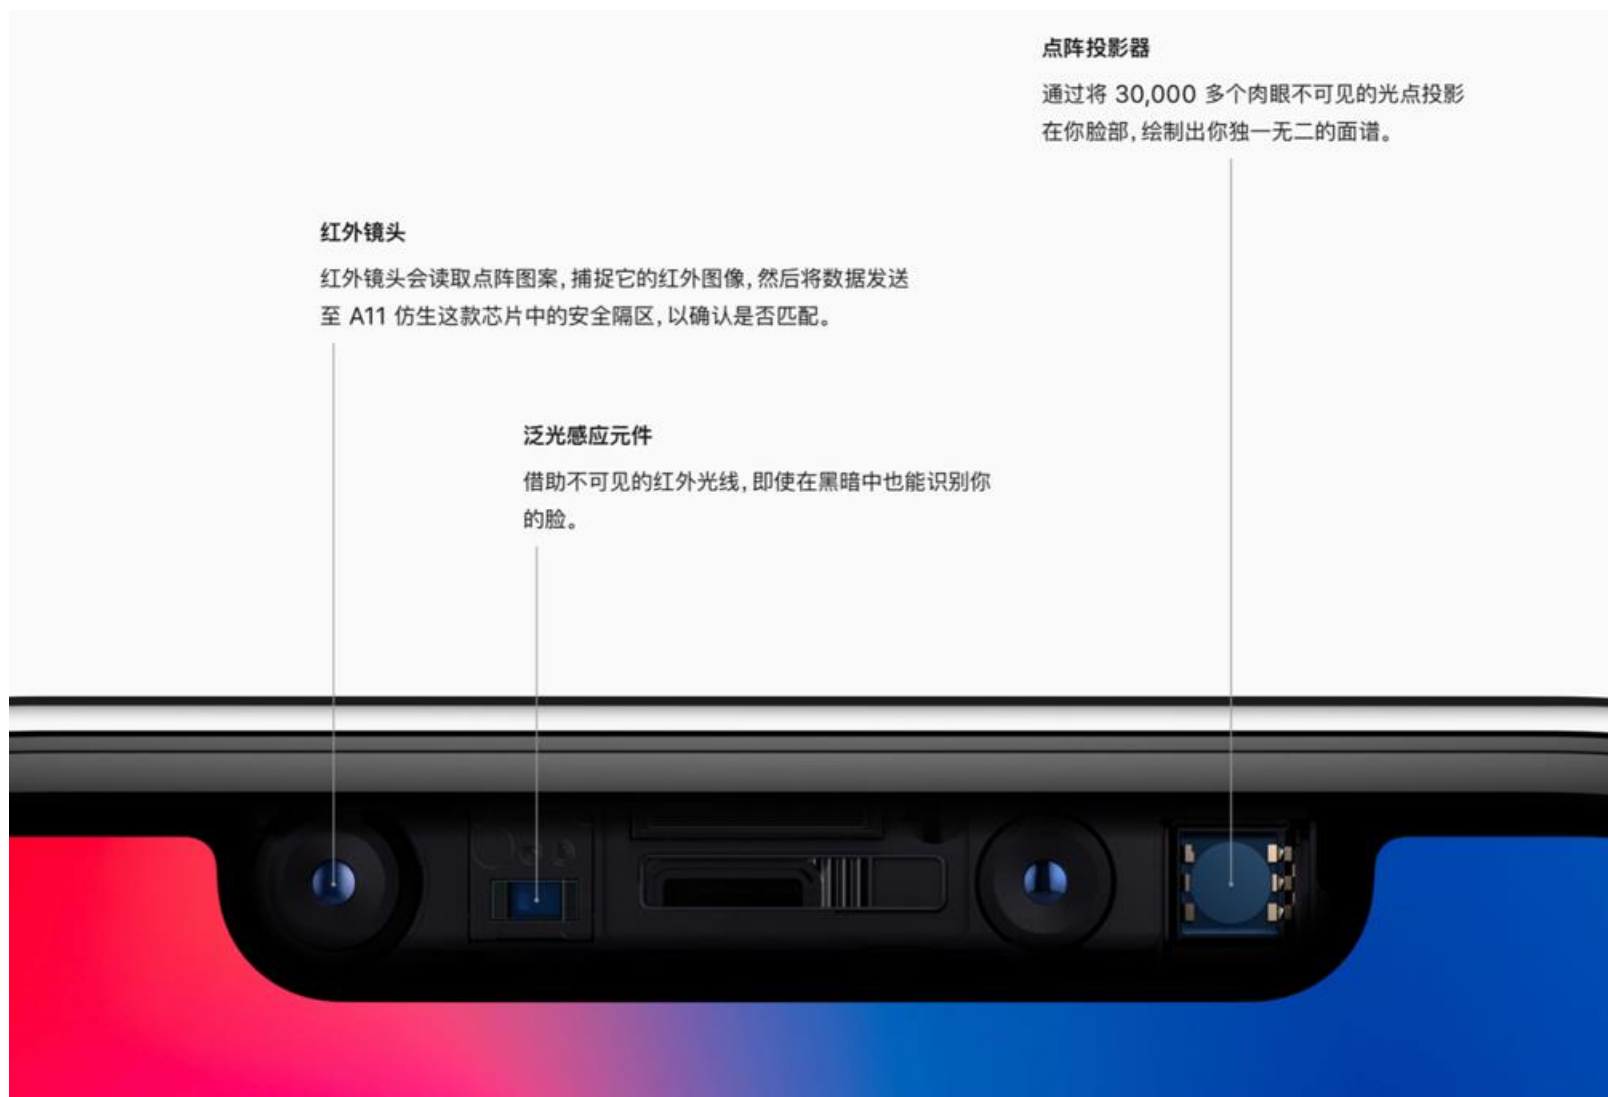 点阵投影器
通过将 30,000 多个肉眼不可见的光点投影
在你脸部，绘制出你独一无二的面谱。
红外镜头
红外镜头会读取点阵图案，捕捉它的红外图像，然后将数据发送
至 A11 仿生这款芯片中的安全隔区，以确认是否匹配。
泛光感应元件
借助不可见的红外光线，即使在黑暗中也能识别你
的脸。